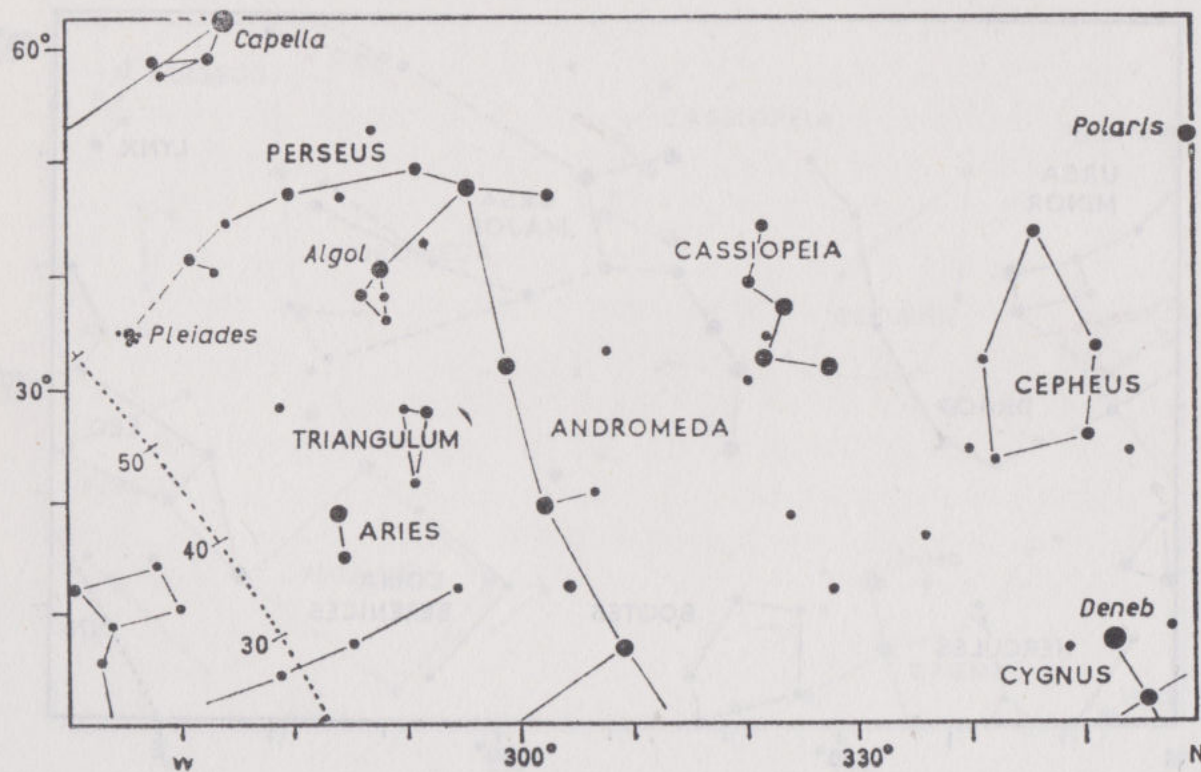 60°
Capella
Polaris
PERSEUS
Algol
CASSIOPEIA
Pleiades
30°
CEPHEUS
TRIANGULUM
ANDROMEDA
50
ARIES
40
Deneb
30
CYGNUS
W 300° 330° N